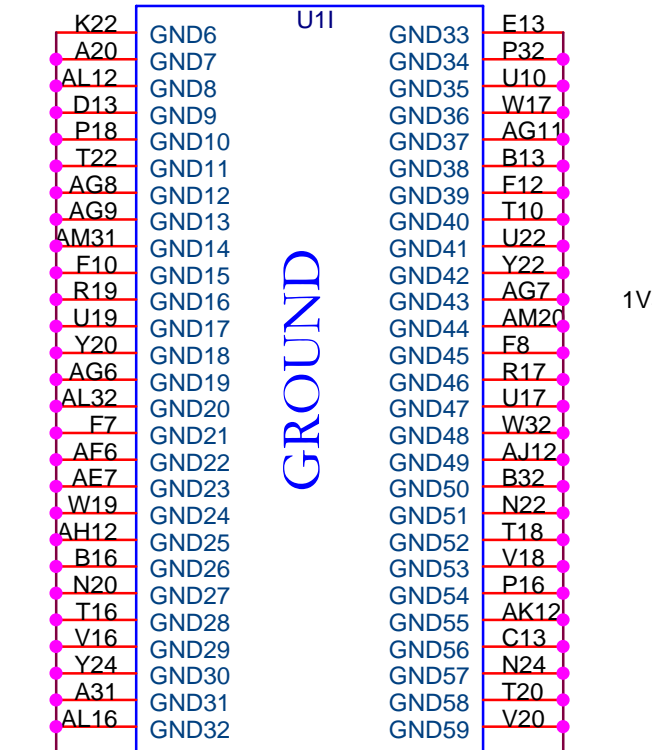 U1I
K22 GND6 GND33 E13
A20 GND7 GND34 P32
AL12 GND8 GND35 U10
D13 GND9 GND36 W17
P18 GND10 GND37 AG11
T22 GND11 GND38 B13
AG8 GND12 GND39 F12
AG9 GND13 GND40 T10
AM31 GND14 GND41 U22
F10 GND15 GND42 Y22
R19 GND16 GND43 AG7
U19 GND17 GND44 AM20
Y20 GND18 GND45 F8
AG6 GND19 GND46 R17
AL32 GND20 GND47 U17
F7 GND21 GND48 W32
AF6 GND22 GND49 AJ12
AE7 GND23 GND50 B32
W19 GND24 GND51 N22
AH12 GND25 GND52 T18
B16 GND26 GND53 V18
N20 GND27 GND54 P16
T16 GND28 GND55 AK12
V16 GND29 GND56 C13
Y24 GND30 GND57 N24
A31 GND31 GND58 T20
AL16 GND32 GND59 V20
GROUND
1V